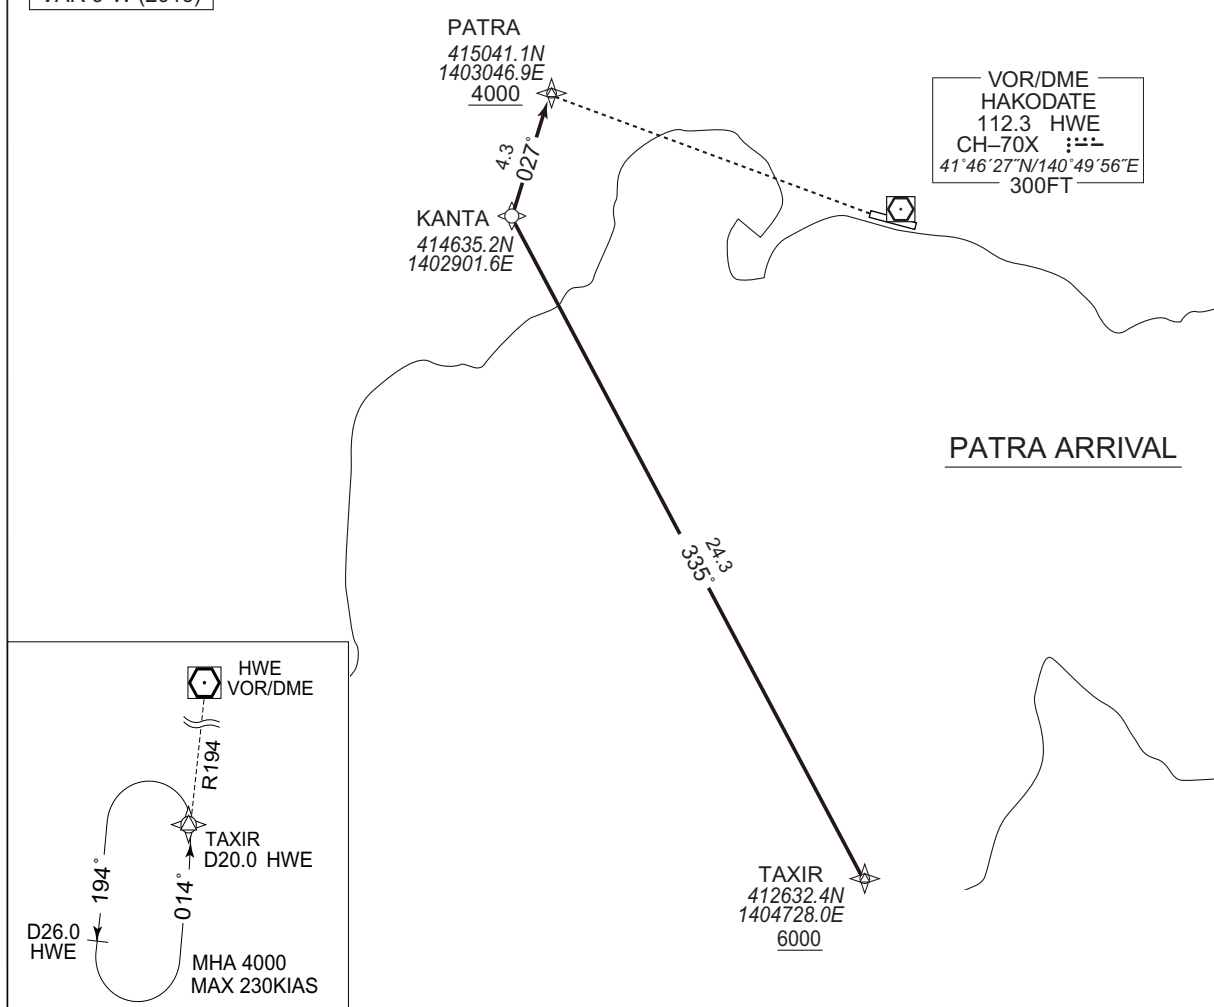 PATRA
415041.1N
1403046.9E
4000
VOR/DME
HAKODATE
112.3 HWE
CH–70X
41°46´27˝N/140°49´56˝E
300FT
4.3
027°
KANTA
414635.2N
1402901.6E
PATRA ARRIVAL
24.3
335°
TAXIR
412632.4N
1404728.0E
6000
HWE
VOR/DME
R194
TAXIR
D20.0 HWE
194°
014°
D26.0
HWE
MHA 4000
MAX 230KIAS